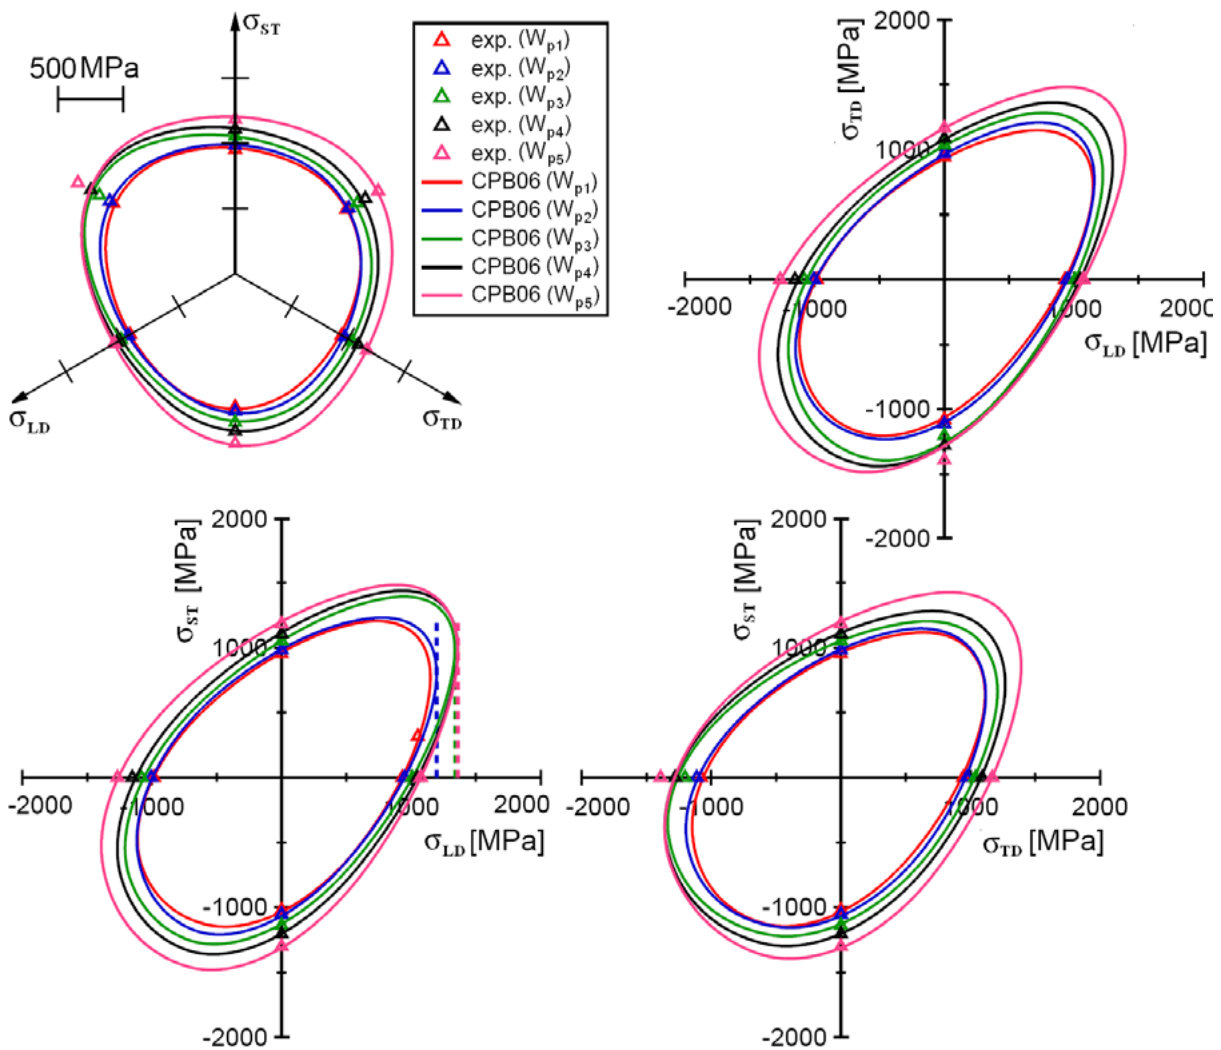 σST
500 MPa
σLD
σTD
exp. (Wp1)
exp. (Wp2)
exp. (Wp3)
exp. (Wp4)
exp. (Wp5)
CPB06 (Wp1)
CPB06 (Wp2)
CPB06 (Wp3)
CPB06 (Wp4)
CPB06 (Wp5)
σTD [MPa]
2000
1000
-2000
-1000
1000
2000
σLD [MPa]
-1000
-2000
σST [MPa]
2000
1000
-2000
-1000
1000
2000
σLD [MPa]
-1000
-2000
σST [MPa]
2000
1000
-2000
-1000
1000
2000
σTD [MPa]
-1000
-2000